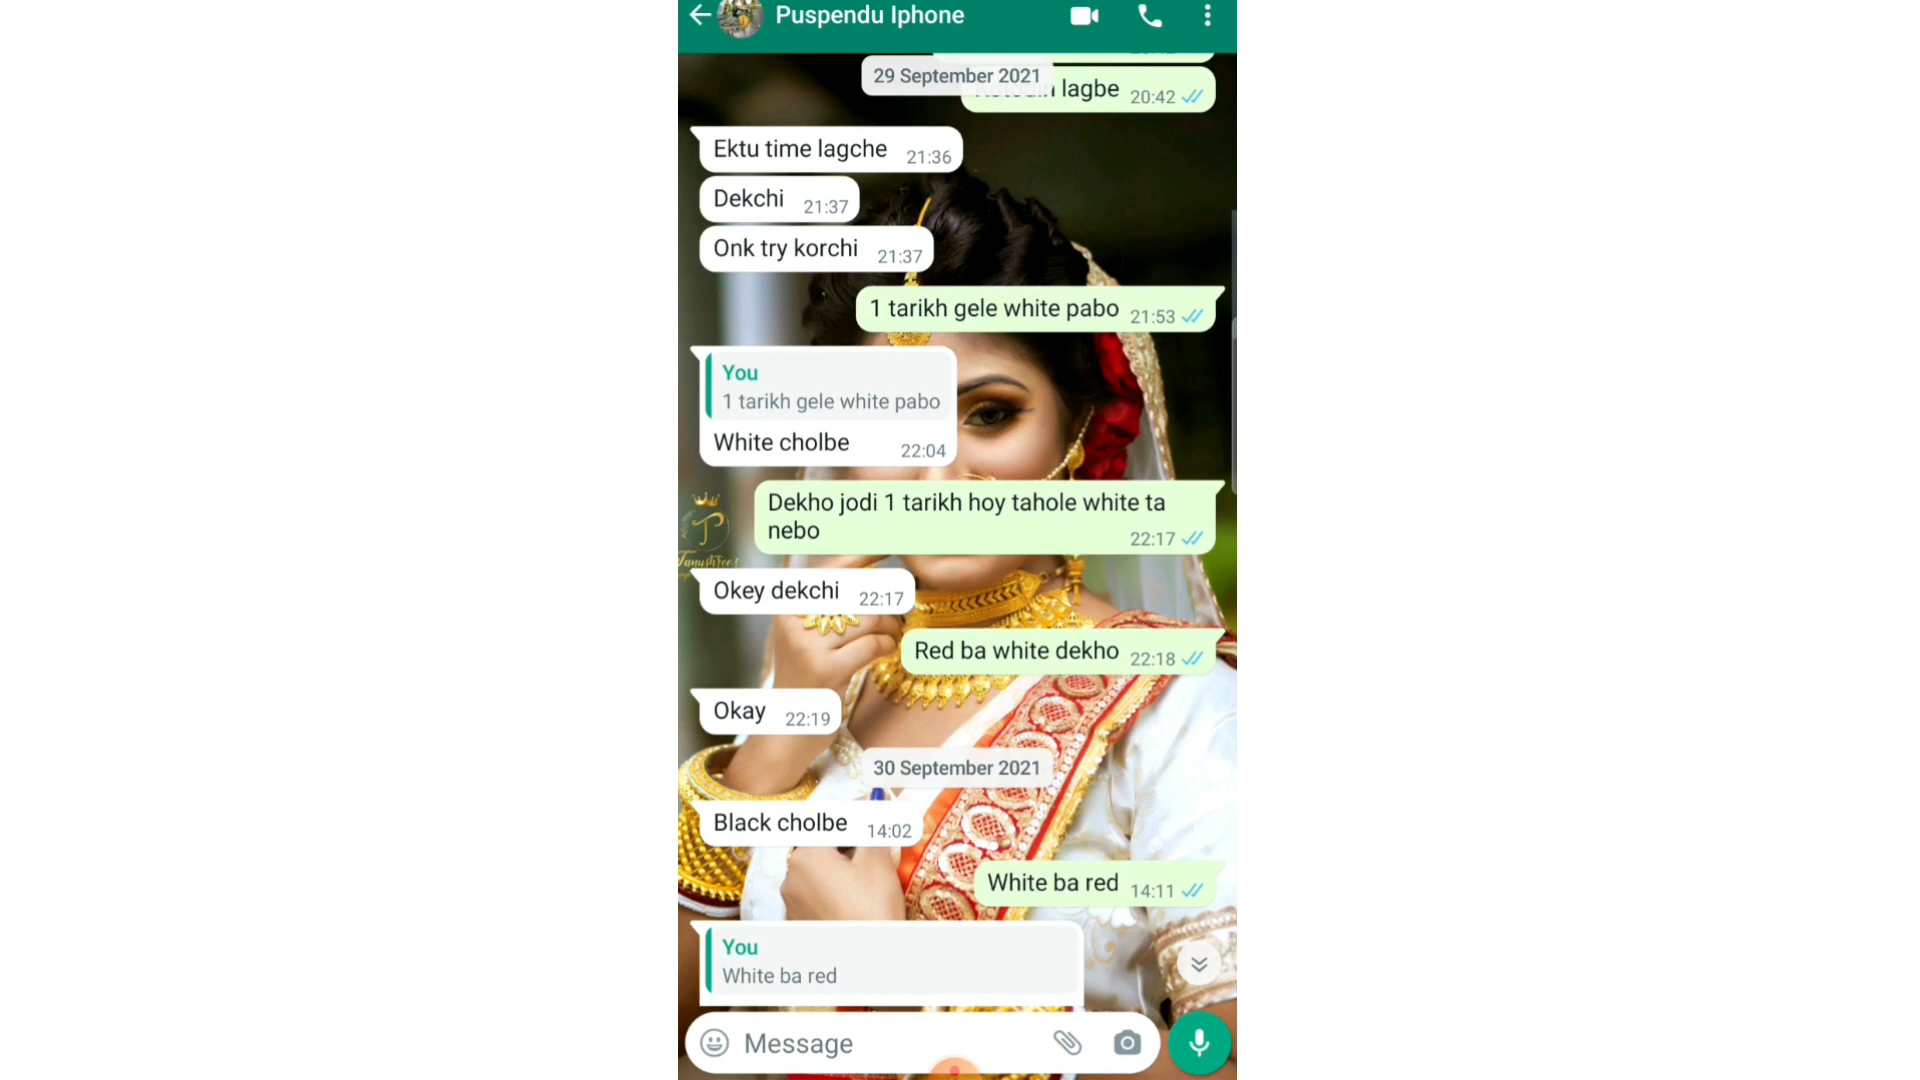 Puspendu Iphone
29 September 2021
lagbe 20:42
Ektu time lagche 21:36
Dekchi 21:37
Onk try korchi 21:37
1 tarikh gele white pabo 21:53
You
1 tarikh gele white pabo
White cholbe 22:04
Dekho jodi 1 tarikh hoy tahole white ta
nebo 22:17
Okey dekchi 22:17
Red ba white dekho 22:18
Okay 22:19
30 September 2021
Black cholbe 14:02
White ba red 14:11
You
White ba red
Message